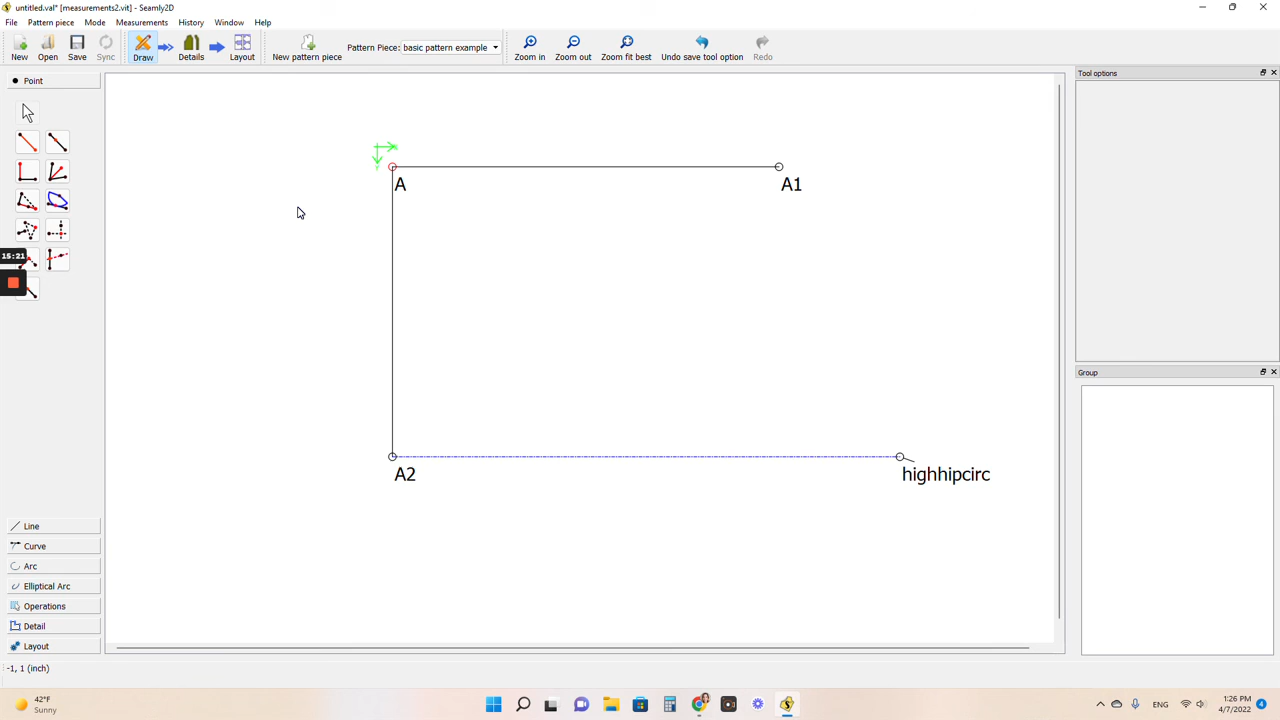 untitled.val* [measurements2.vit] - Seamly2D
File Pattern piece Mode Measurements History Window Help
New Open Save Sync Draw Details Layout New pattern piece Pattern Piece: basic pattern example Zoom in Zoom out Zoom fit best Undo save tool option Redo
Point
Tool options
A
A1
15:21
Group
A2
highhipcirc
Line
Curve
Arc
Elliptical Arc
Operations
Detail
Layout
-1, 1 (inch)
42°F
Sunny
ENG
1:26 PM
4/7/2022
4